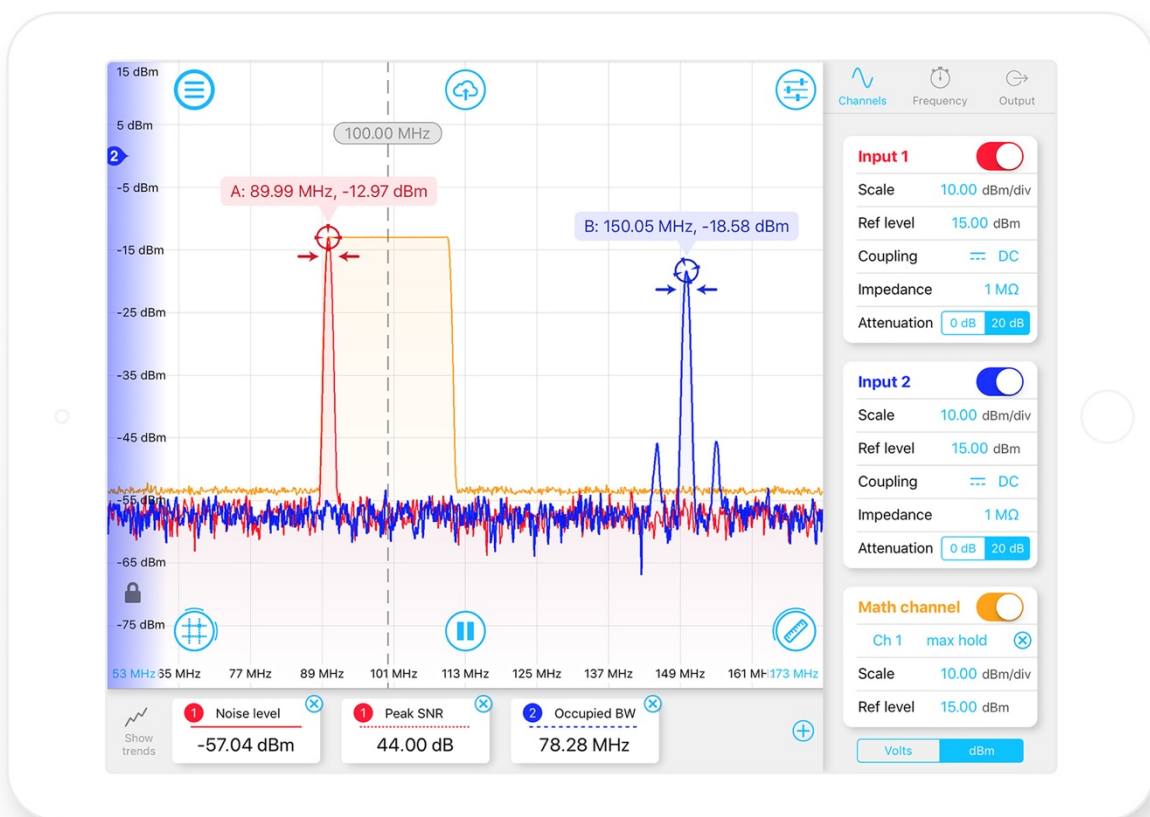 15 dBm
5 dBm
2
-5 dBm
-15 dBm
-25 dBm
-35 dBm
-45 dBm
-55 dBm
-65 dBm
-75 dBm
100.00 MHz
A: 89.99 MHz, -12.97 dBm
B: 150.05 MHz, -18.58 dBm
53 MHz 65 MHz 77 MHz 89 MHz 101 MHz 113 MHz 125 MHz 137 MHz 149 MHz 161 MH 173 MHz
Show
trends
1 Noise level
-57.04 dBm
1 Peak SNR
44.00 dB
2 Occupied BW
78.28 MHz
Channels Frequency Output
Input 1
Scale 10.00 dBm/div
Ref level 15.00 dBm
Coupling DC
Impedance 1 MΩ
Attenuation 0 dB 20 dB
Input 2
Scale 10.00 dBm/div
Ref level 15.00 dBm
Coupling DC
Impedance 1 MΩ
Attenuation 0 dB 20 dB
Math channel
Ch 1 max hold
Scale 10.00 dBm/div
Ref level 15.00 dBm
Volts dBm